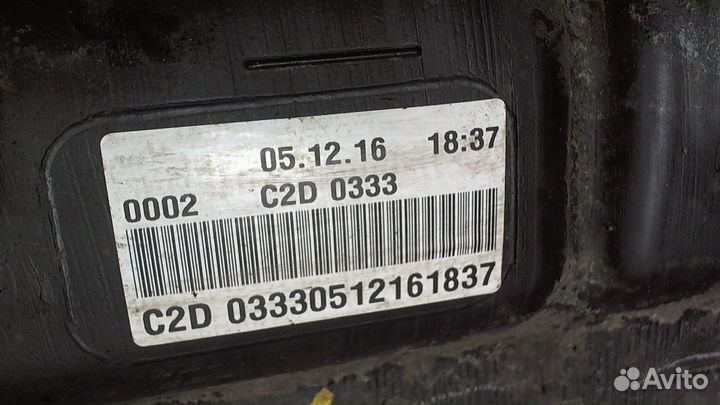 05.12.16 18:37
0002 C2D 0333
C2D 03330512161837
Avito